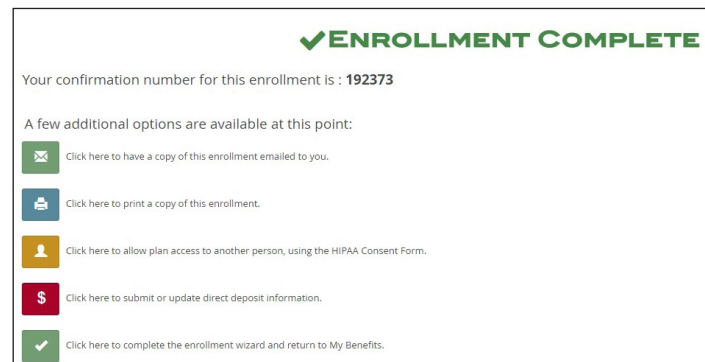 ENROLLMENT COMPLETE
Your confirmation number for this enrollment is : 192373
A few additional options are available at this point:
Click here to have a copy of this enrollment emailed to you.
Click here to print a copy of this enrollment.
Click here to allow plan access to another person, using the HIPAA Consent Form.
$ Click here to submit or update direct deposit information.
Click here to complete the enrollment wizard and return to My Benefits.